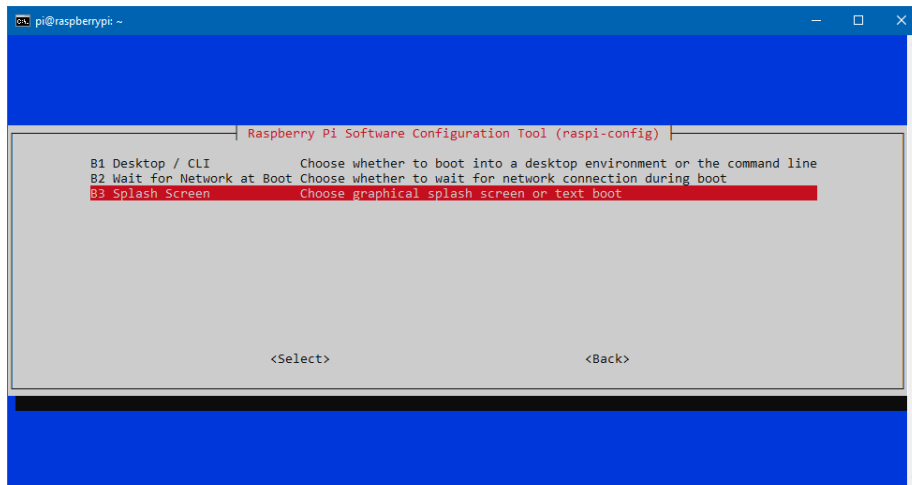 pi@raspberrypi: ~
Raspberry Pi Software Configuration Tool (raspi-config)
B1 Desktop / CLI Choose whether to boot into a desktop environment or the command line
B2 Wait for Network at Boot Choose whether to wait for network connection during boot
B3 Splash Screen Choose graphical splash screen or text boot
<Select> <Back>